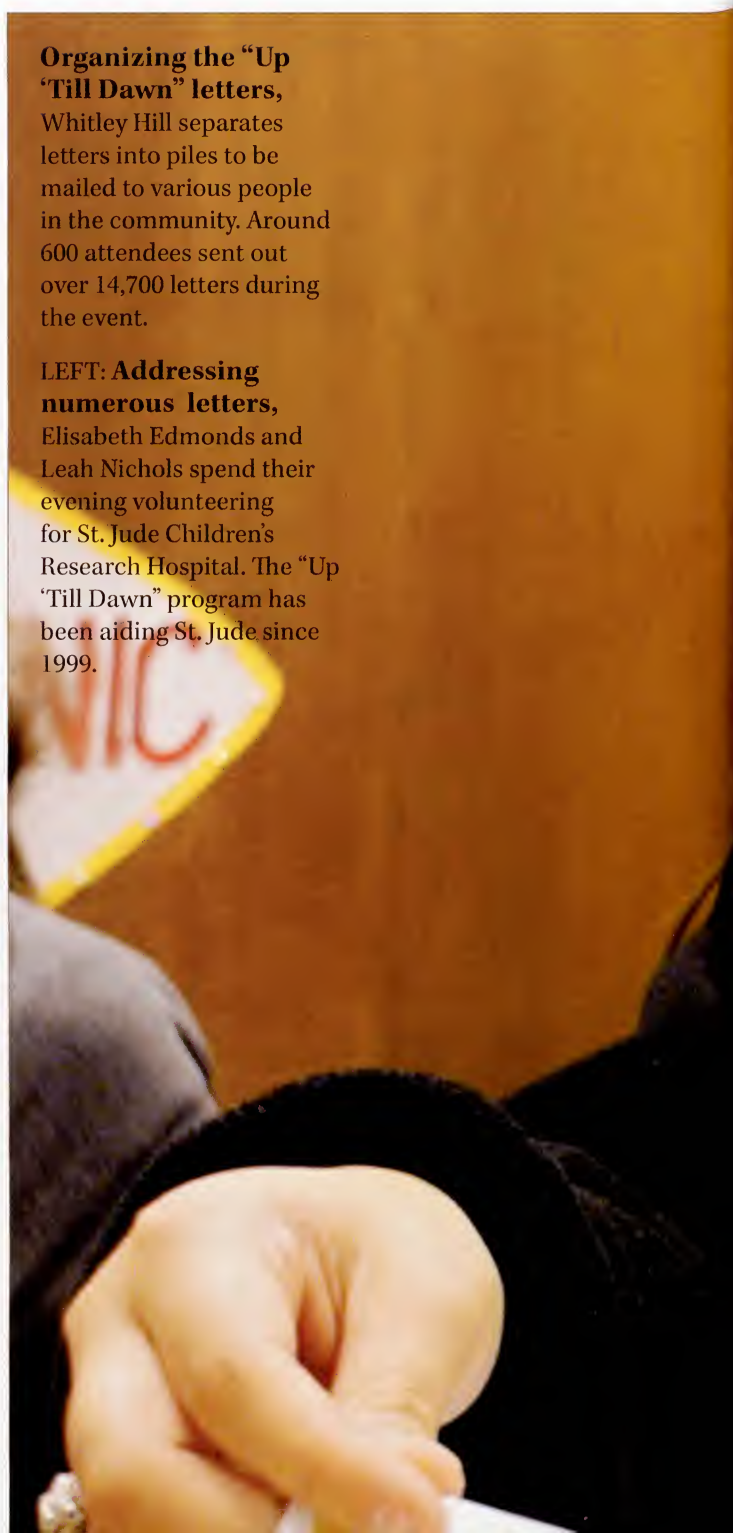 Organizing the “Up
‘Till Dawn” letters,
Whitley Hill separates
letters into piles to be
mailed to various people
in the community. Around
600 attendees sent out
over 14,700 letters during
the event.
LEFT: Addressing
numerous letters,
Elisabeth Edmonds and
Leah Nichols spend their
evening volunteering
for St. Jude Children’s
Research Hospital. The “Up
‘Till Dawn” program has
been aiding St. Jude since
1999.